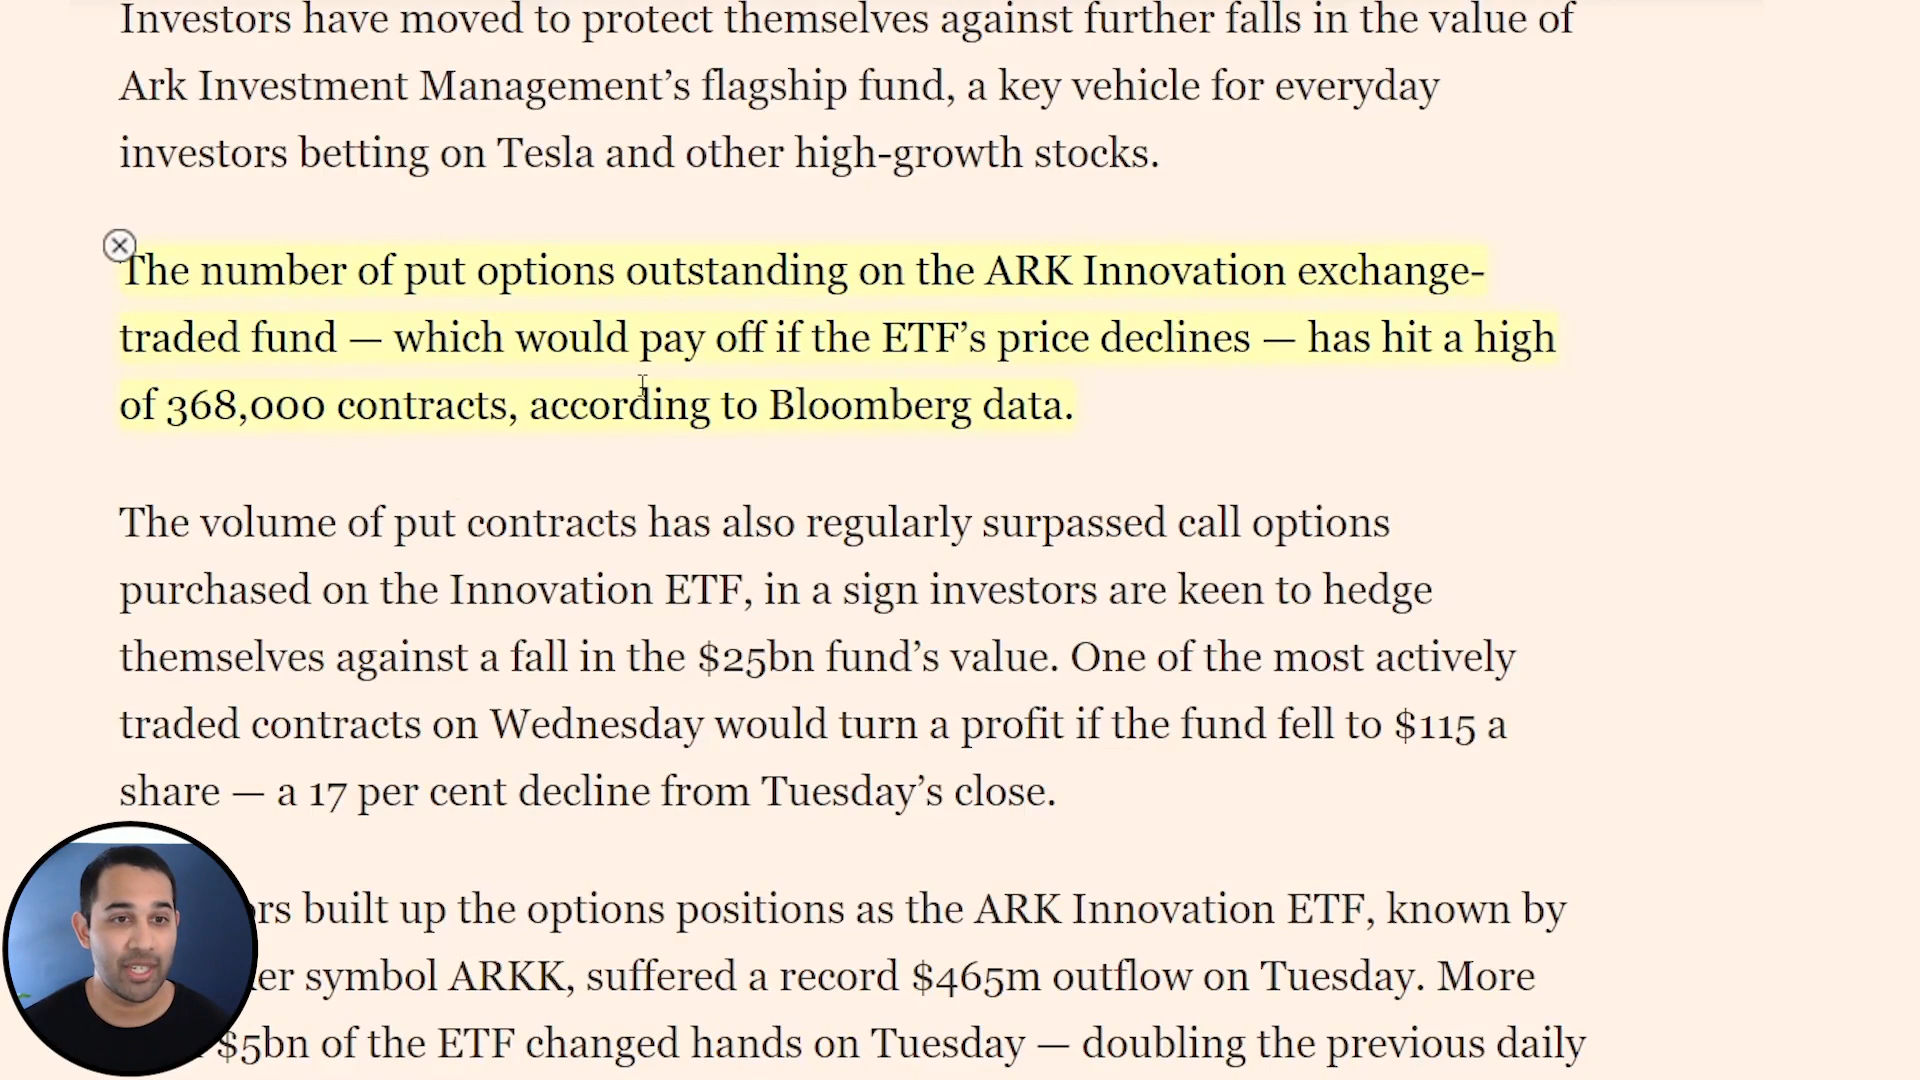 Investors have moved to protect themselves against further falls in the value of
Ark Investment Management’s flagship fund, a key vehicle for everyday
investors betting on Tesla and other high-growth stocks.
The number of put options outstanding on the ARK Innovation exchange-
traded fund — which would pay off if the ETF’s price declines — has hit a high
of 368,000 contracts, according to Bloomberg data.
The volume of put contracts has also regularly surpassed call options
purchased on the Innovation ETF, in a sign investors are keen to hedge
themselves against a fall in the $25bn fund’s value. One of the most actively
traded contracts on Wednesday would turn a profit if the fund fell to $115 a
share — a 17 per cent decline from Tuesday’s close.
built up the options positions as the ARK Innovation ETF, known by
symbol ARKK, suffered a record $465m outflow on Tuesday. More
$5bn of the ETF changed hands on Tuesday — doubling the previous daily